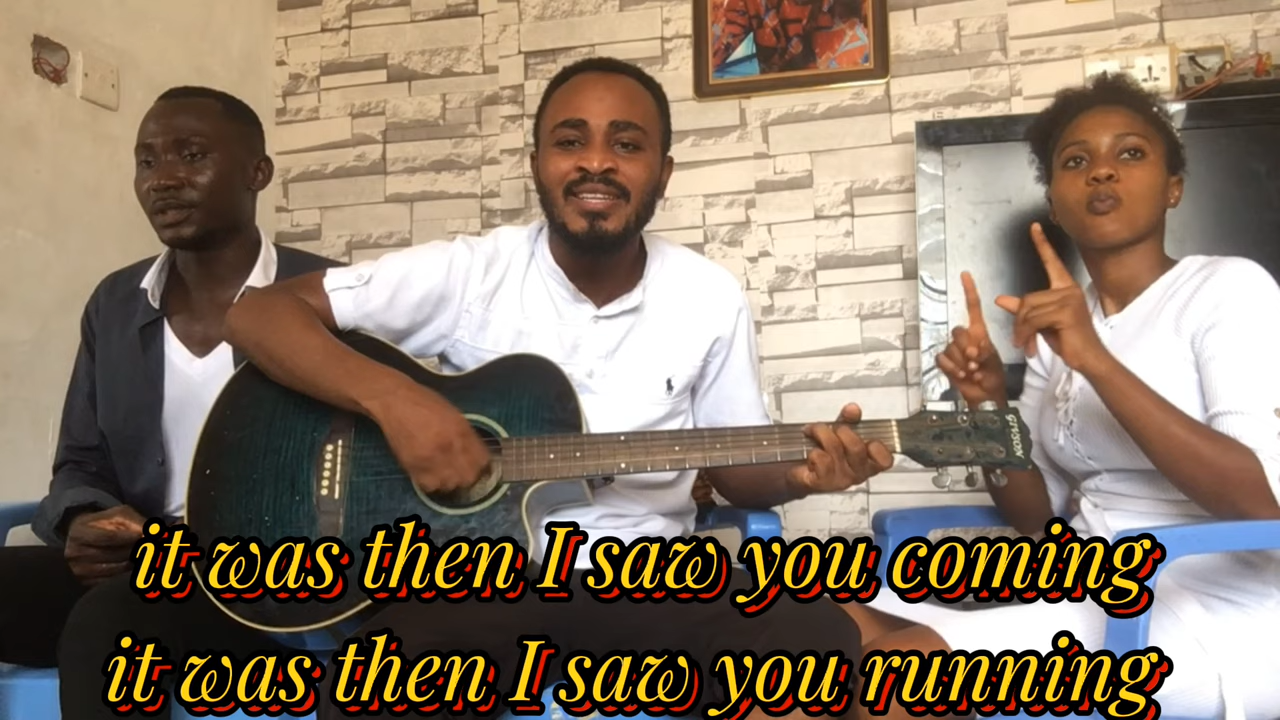 it was then I saw you coming
it was then I saw you running